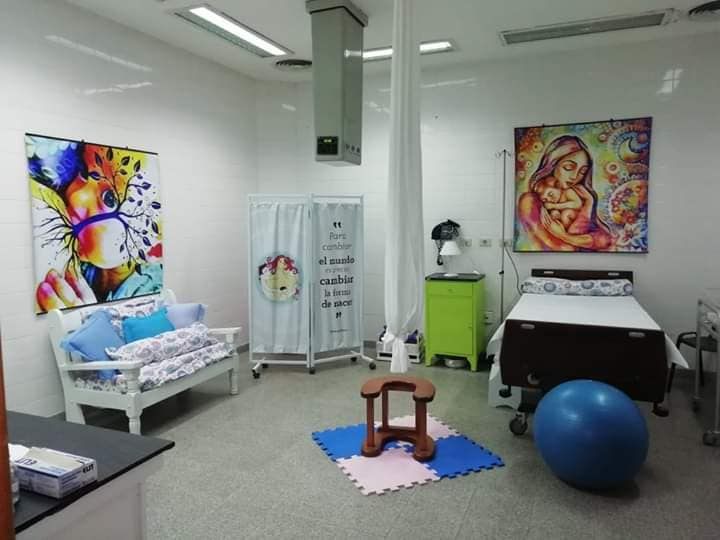 "
Para
cambiar
el mundo
es preciso
cambiar
la forma
de nacer
"